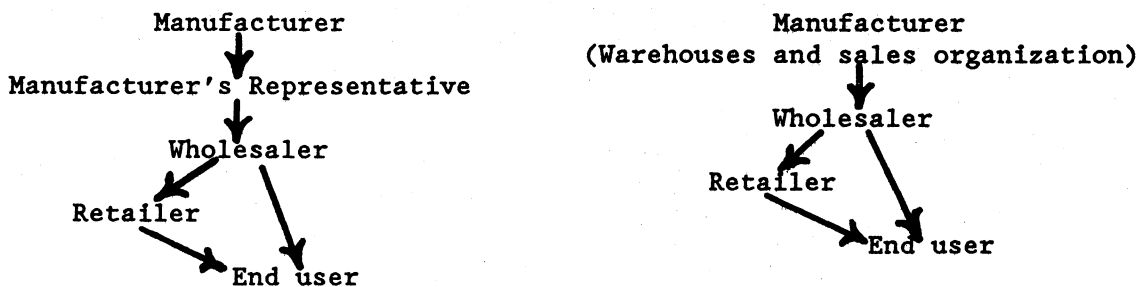 Manufacturer
Manufacturer's Representative
Wholesaler
Retailer
End user
Manufacturer
(Warehouses and sales organization)
Wholesaler
Retailer
End user